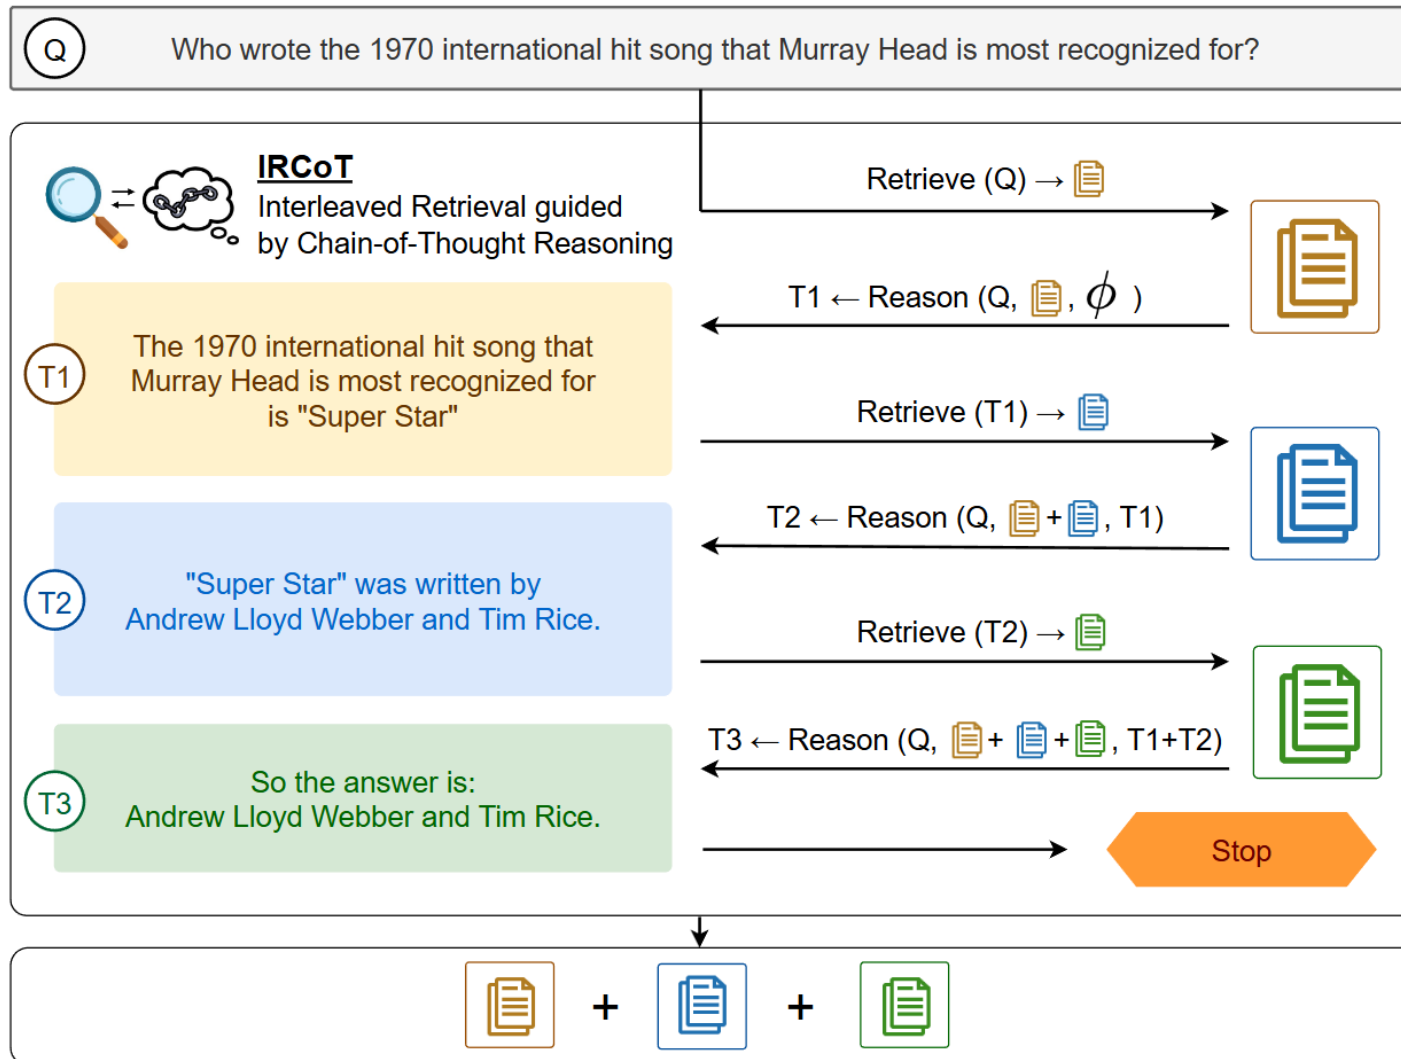 Q
Who wrote the 1970 international hit song that Murray Head is most recognized for?
IRCoT
Interleaved Retrieval guided
by Chain-of-Thought Reasoning
Retrieve (Q) →
T1 ← Reason (Q, , ϕ )
T1
The 1970 international hit song that
Murray Head is most recognized for
is "Super Star"
Retrieve (T1) →
T2 ← Reason (Q, + , T1)
T2
"Super Star" was written by
Andrew Lloyd Webber and Tim Rice.
Retrieve (T2) →
T3 ← Reason (Q, + + , T1+T2)
T3
So the answer is:
Andrew Lloyd Webber and Tim Rice.
Stop
+ +